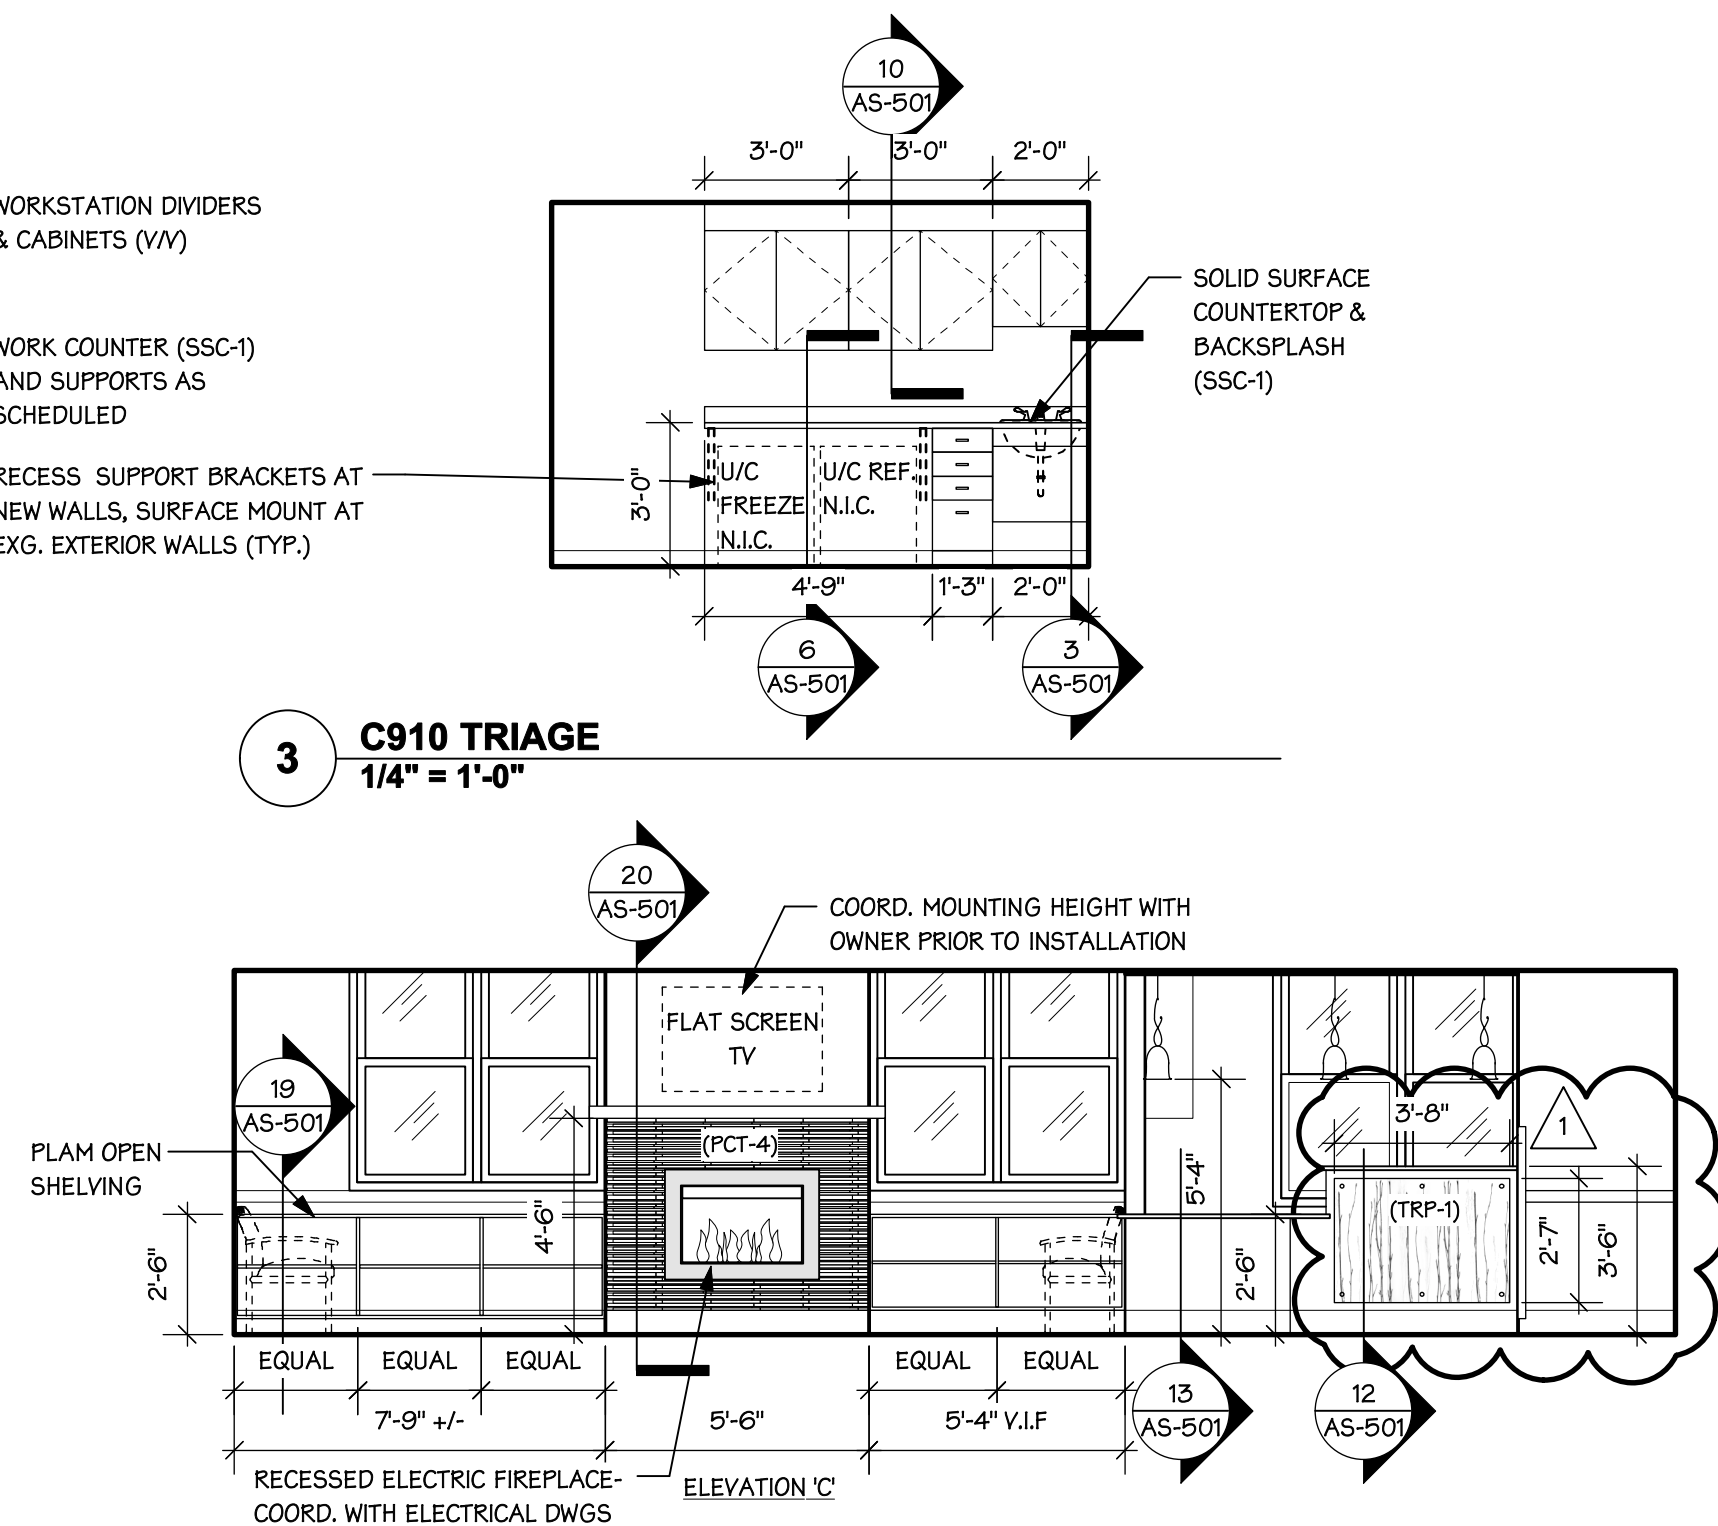 10
AS-501
3'-0" 3'-0" 2'-0"
WORKSTATION DIVIDERS
& CABINETS (V/V)
SOLID SURFACE
COUNTERTOP &
BACKSPLASH
(SSC-1)
WORK COUNTER (SSC-1)
AND SUPPORTS AS
SCHEDULED
RECESS SUPPORT BRACKETS AT
NEW WALLS, SURFACE MOUNT AT
EXG. EXTERIOR WALLS (TYP.)
3'-0"
U/C
FREEZE
N.I.C.
U/C REF.
N.I.C.
4'-9" 1'-3" 2'-0"
6
AS-501
3
AS-501
3
C910 TRIAGE
1/4" = 1'-0"
20
AS-501
COORD. MOUNTING HEIGHT WITH
OWNER PRIOR TO INSTALLATION
FLAT SCREEN
TV
19
AS-501
PLAM OPEN
SHELVING
(PCT-4)
3'-8"
1
(TRP-1)
2'-6"
4'-6"
5'-4"
2'-6"
2'-7"
3'-6"
EQUAL EQUAL EQUAL EQUAL EQUAL
7'-9" +/- 5'-6" 5'-4" V.I.F
13
AS-501
12
AS-501
RECESSED ELECTRIC FIREPLACE-
COORD. WITH ELECTRICAL DWGS
ELEVATION 'C'